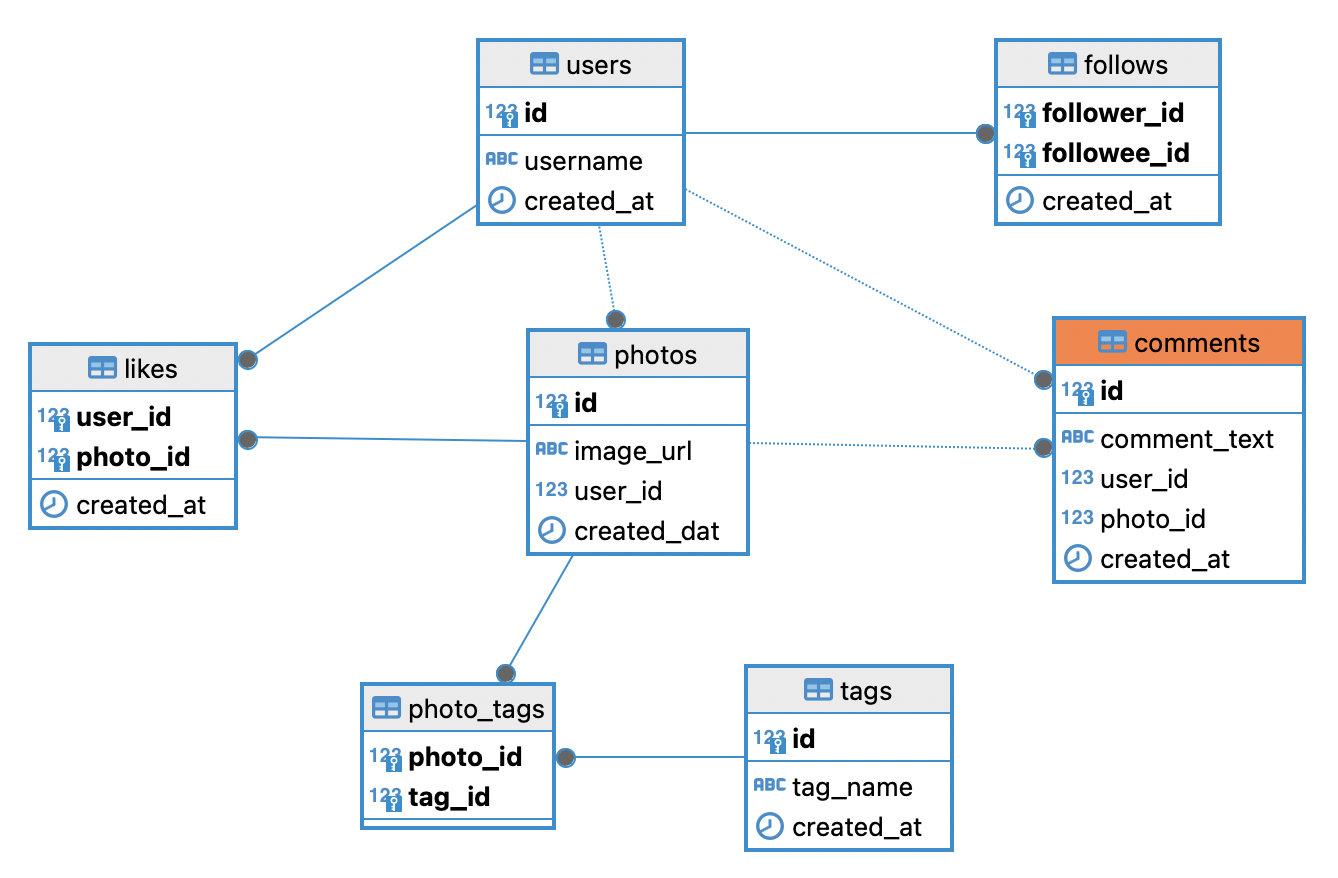 users
123 id
ABC username
created_at
follows
123 follower_id
123 followee_id
created_at
likes
123 user_id
123 photo_id
created_at
photos
123 id
ABC image_url
123 user_id
created_dat
comments
123 id
ABC comment_text
123 user_id
123 photo_id
created_at
photo_tags
123 photo_id
123 tag_id
tags
123 id
ABC tag_name
created_at